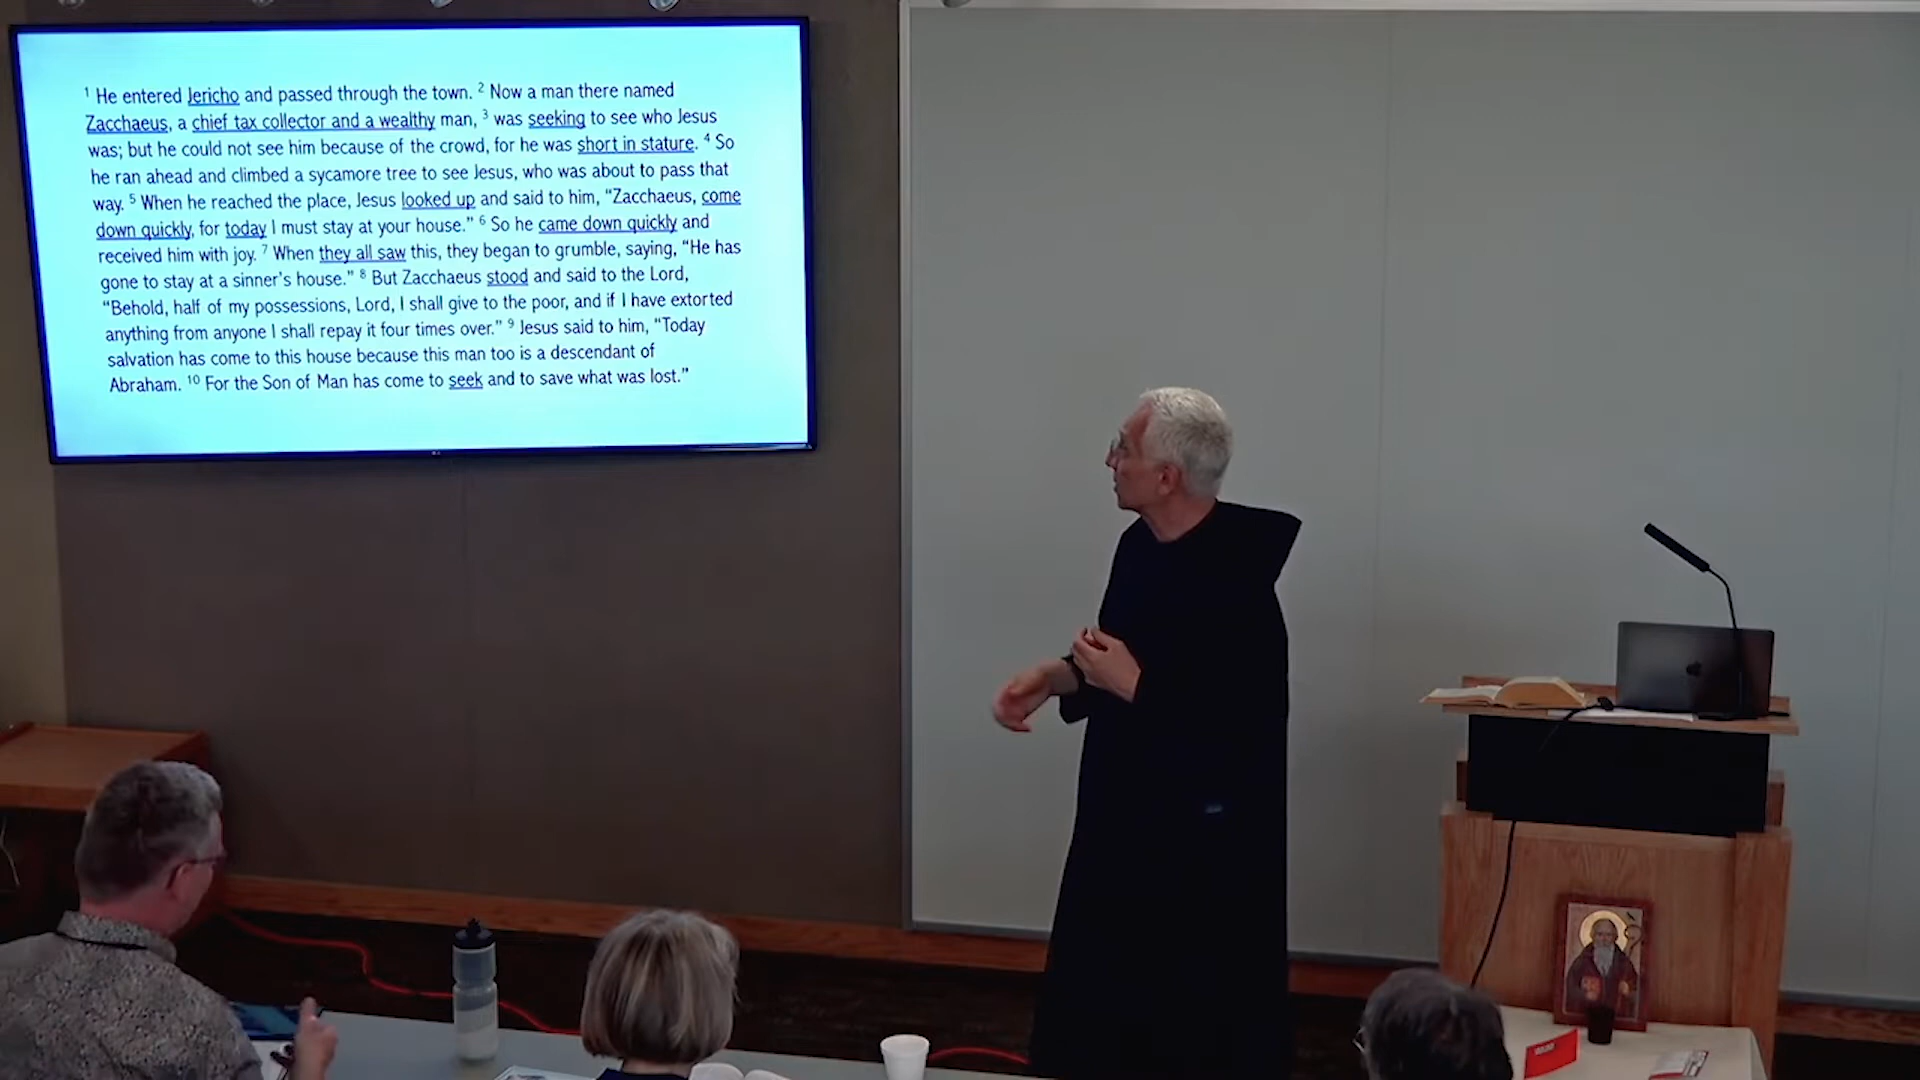 ¹ He entered Jericho and passed through the town. ² Now a man there named
Zacchaeus, a chief tax collector and a wealthy man, ³ was seeking to see who Jesus
was; but he could not see him because of the crowd, for he was short in stature. ⁴ So
he ran ahead and climbed a sycamore tree to see Jesus, who was about to pass that
way. ⁵ When he reached the place, Jesus looked up and said to him, “Zacchaeus, come
down quickly, for today I must stay at your house.” ⁶ So he came down quickly and
received him with joy. ⁷ When they all saw this, they began to grumble, saying, “He has
gone to stay at a sinner’s house.” ⁸ But Zacchaeus stood and said to the Lord,
“Behold, half of my possessions, Lord, I shall give to the poor, and if I have extorted
anything from anyone I shall repay it four times over.” ⁹ Jesus said to him, “Today
salvation has come to this house because this man too is a descendant of
Abraham. ¹⁰ For the Son of Man has come to seek and to save what was lost.”